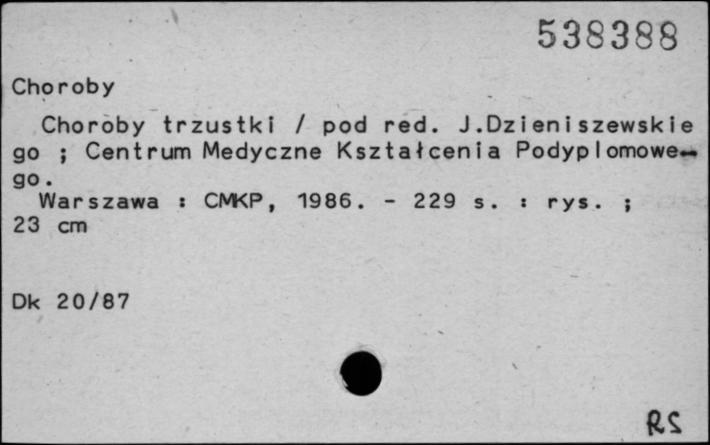 538388
Choroby
Choroby trzustki / pod red. J.Dzieniszewskie
go ; Centrum Medyczne Kształcenia Podyplomowe-
go.
Warszawa : CMKP, 1986. - 229 s. : rys. ;
23 cm
Dk 20/87
RS